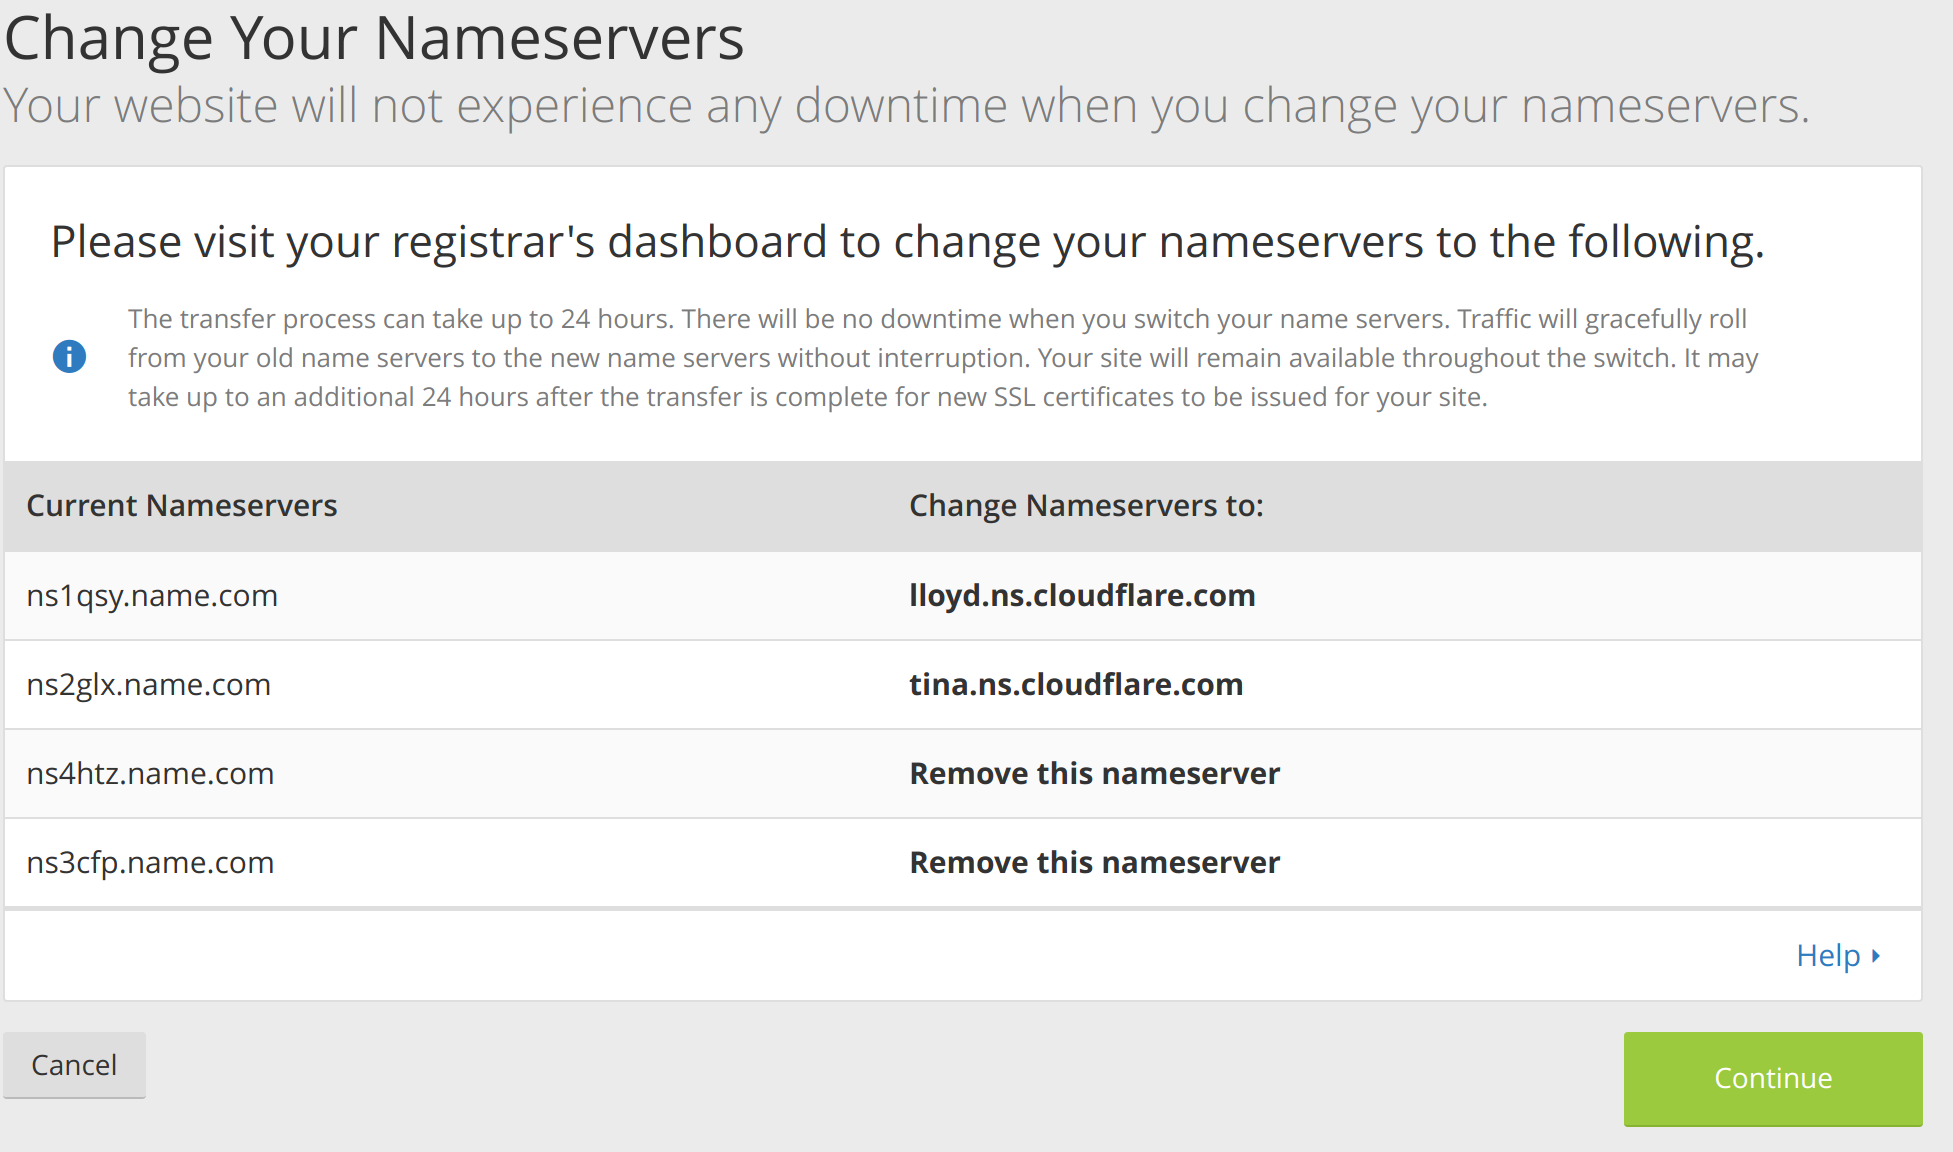 Change Your Nameservers
Your website will not experience any downtime when you change your nameservers.
Please visit your registrar's dashboard to change your nameservers to the following.
The transfer process can take up to 24 hours. There will be no downtime when you switch your name servers. Traffic will gracefully roll
from your old name servers to the new name servers without interruption. Your site will remain available throughout the switch. It may
take up to an additional 24 hours after the transfer is complete for new SSL certificates to be issued for your site.
Current Nameservers Change Nameservers to:
ns1qsy.name.com lloyd.ns.cloudflare.com
ns2glx.name.com tina.ns.cloudflare.com
ns4htz.name.com Remove this nameserver
ns3cfp.name.com Remove this nameserver
Help
Cancel Continue